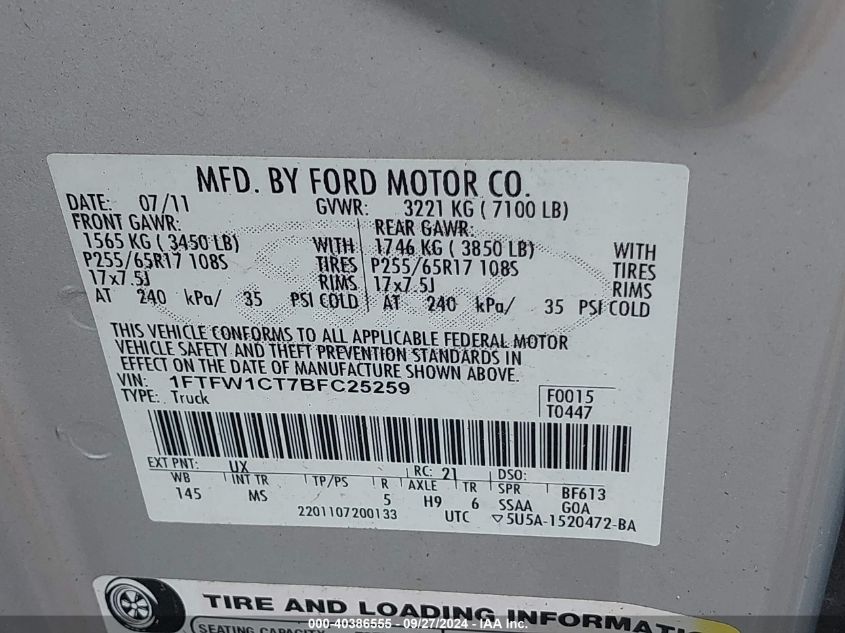 MFD. BY FORD MOTOR CO.
DATE: 07/11 GVWR: 3221 KG ( 7100 LB)
FRONT GAWR: REAR GAWR:
1565 KG ( 3450 LB) WITH 1746 KG ( 3850 LB) WITH
P255/65R17 108S TIRES P255/65R17 108S TIRES
17x7.5J RIMS 17x7.5J RIMS
AT 240 kPa/ 35 PSI COLD AT 240 kPa/ 35 PSI COLD
THIS VEHICLE CONFORMS TO ALL APPLICABLE FEDERAL MOTOR
VEHICLE SAFETY AND THEFT PREVENTION STANDARDS IN
EFFECT ON THE DATE OF MANUFACTURE SHOWN ABOVE.
VIN: 1FTFW1CT7BFC25259 F0015
TYPE: Truck T0447
EXT PNT: UX RC: 21 DSO:
WB INT TR TP/PS R AXLE TR SPR BF613
145 MS 5 H9 6 SSAA GOA
2201107200133 UTC ▽5U5A-1520472-BA
TIRE AND LOADING INFORMATION
SEATING CAPACITY
000-40386555 - 09/27/2024 - IAA Inc.